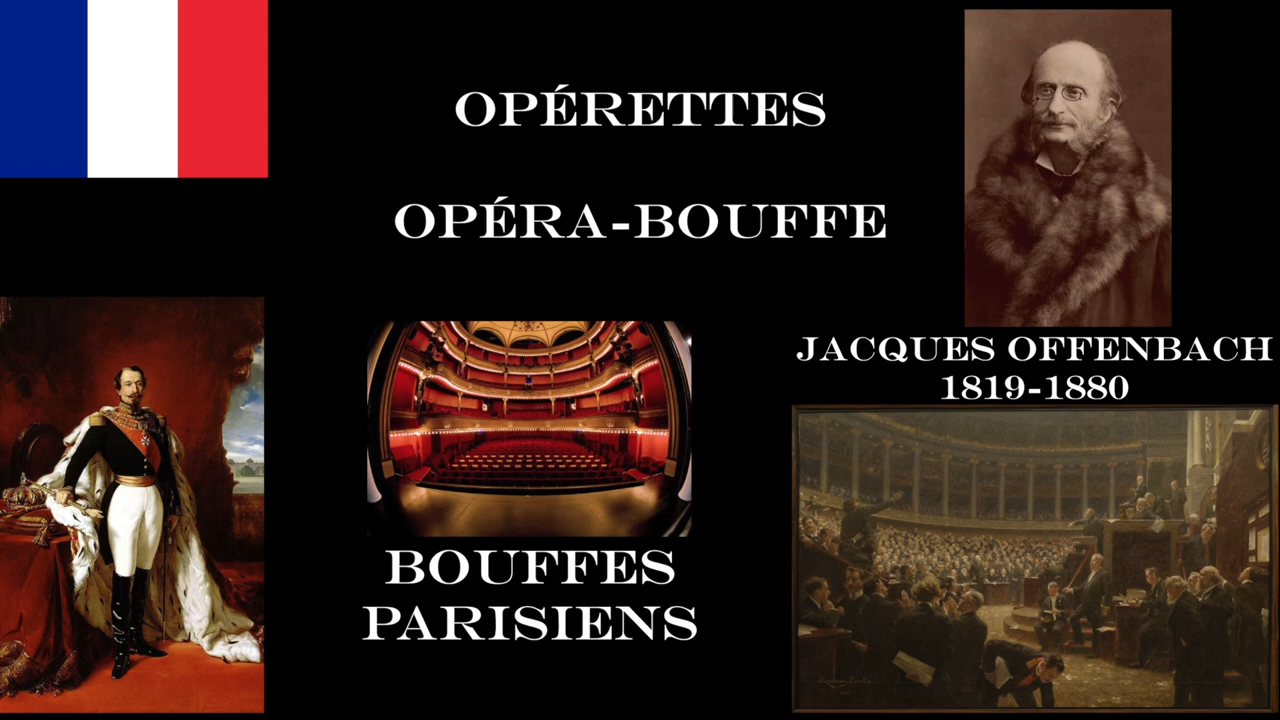 OPÉRETTES
OPÉRA-BOUFFE
JACQUES OFFENBACH
1819-1880
BOUFFES
PARISIENS